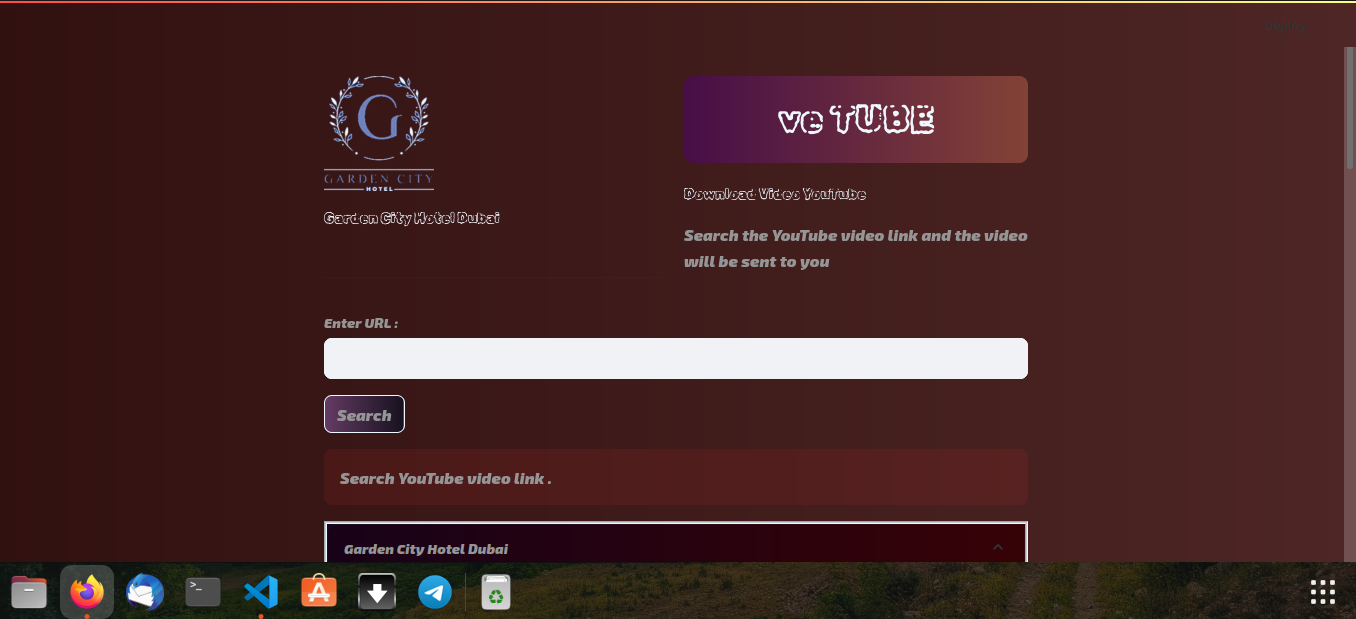 Deploy
G
GARDEN CITY
HOTEL
Garden City Hotel Dubai
ve TUBE
Download Video YouTube
Search the YouTube video link and the video
will be sent to you
Enter URL :
Search
Search YouTube video link .
Garden City Hotel Dubai